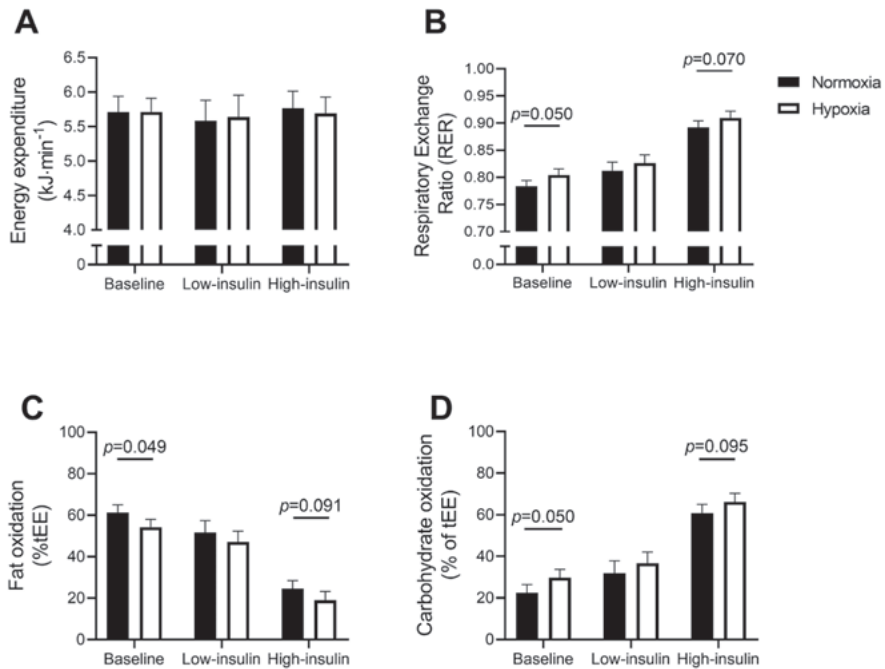 A
Energy expenditure
(kJ·min⁻¹)
6.5
6.0
5.5
5.0
4.5
4.0
0
Baseline
Low-insulin
High-insulin
B
Respiratory Exchange
Ratio (RER)
1.00
0.90
0.80
0.75
0.70
0.0
p=0.050
p=0.070
Baseline
Low-insulin
High-insulin
Normoxia
Hypoxia
C
Fat oxidation
(%tEE)
100
80
60
40
20
0
p=0.049
p=0.091
Baseline
Low-insulin
High-insulin
D
Carbohydrate oxidation
(% of tEE)
100
80
60
40
20
0
p=0.050
p=0.095
Baseline
Low-insulin
High-insulin